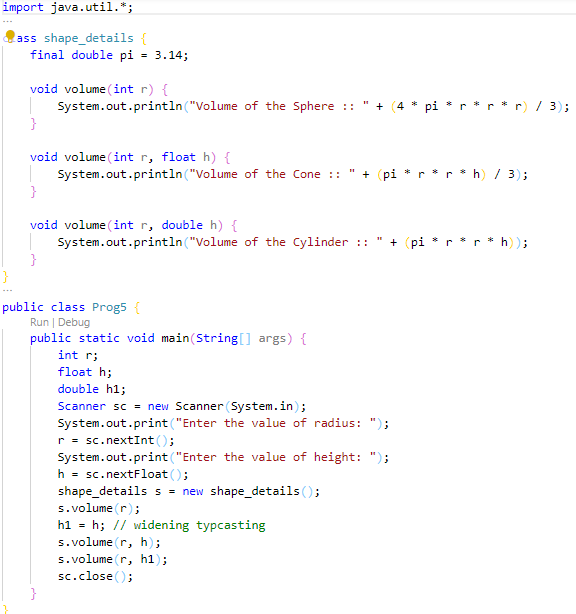 import java.util.*;
...
class shape_details {
    final double pi = 3.14;

    void volume(int r) {
        System.out.println("Volume of the Sphere :: " + (4 * pi * r * r * r) / 3);
    }

    void volume(int r, float h) {
        System.out.println("Volume of the Cone :: " + (pi * r * r * h) / 3);
    }

    void volume(int r, double h) {
        System.out.println("Volume of the Cylinder :: " + (pi * r * r * h));
    }
}
...
public class Prog5 {
    Run | Debug
    public static void main(String[] args) {
        int r;
        float h;
        double h1;
        Scanner sc = new Scanner(System.in);
        System.out.print("Enter the value of radius: ");
        r = sc.nextInt();
        System.out.print("Enter the value of height: ");
        h = sc.nextFloat();
        shape_details s = new shape_details();
        s.volume(r);
        h1 = h; // widening typcasting
        s.volume(r, h);
        s.volume(r, h1);
        sc.close();
    }
}